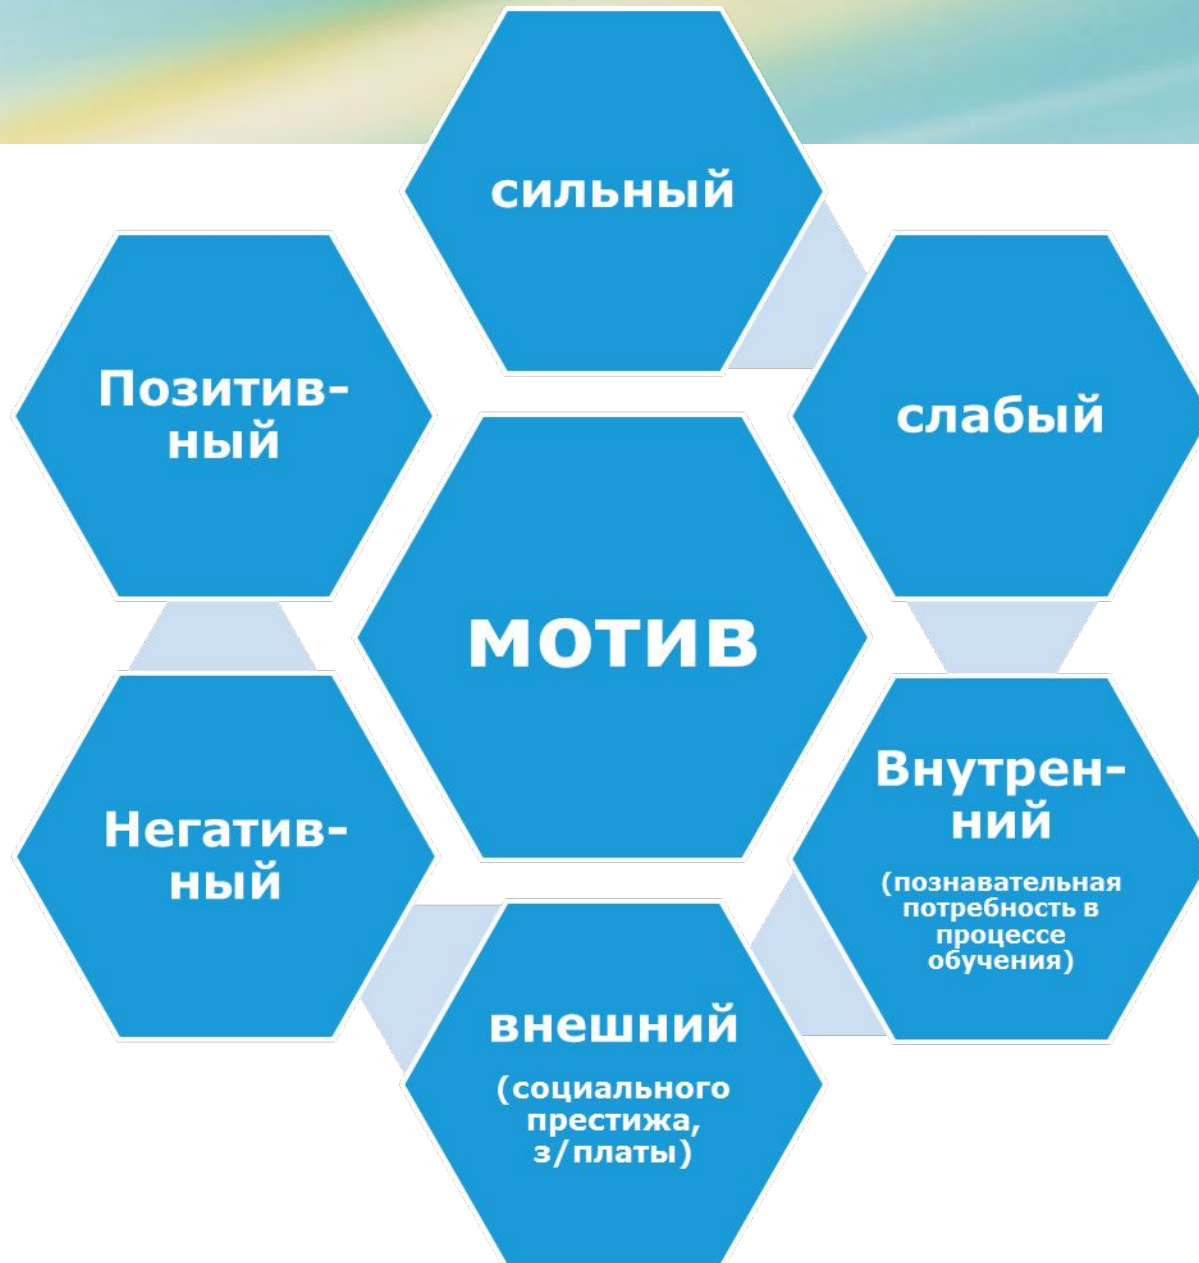 сильный
слабый
Внутрен-
ний
(познавательная
потребность в
процессе
обучения)
внешний
(социального
престижа,
з/платы)
Негатив-
ный
Позитив-
ный
мотив